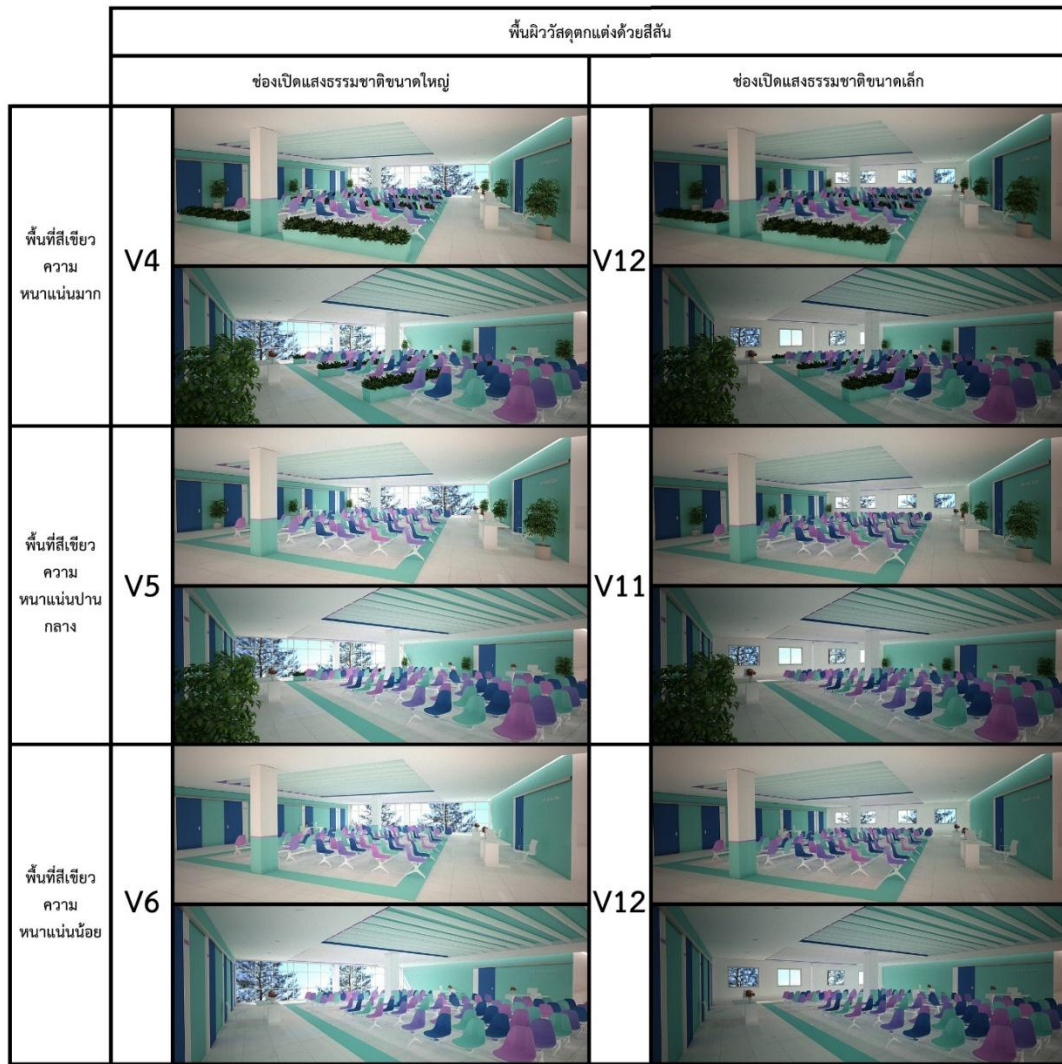 พื้นผิววัสดุตกแต่งด้วยสีสัน
ช่องเปิดแสงธรรมชาติขนาดใหญ่
ช่องเปิดแสงธรรมชาติขนาดเล็ก
พื้นที่สีเขียว
ความ
หนาแน่นมาก
V4
V12
พื้นที่สีเขียว
ความ
หนาแน่นปาน
กลาง
V5
V11
พื้นที่สีเขียว
ความ
หนาแน่นน้อย
V6
V12